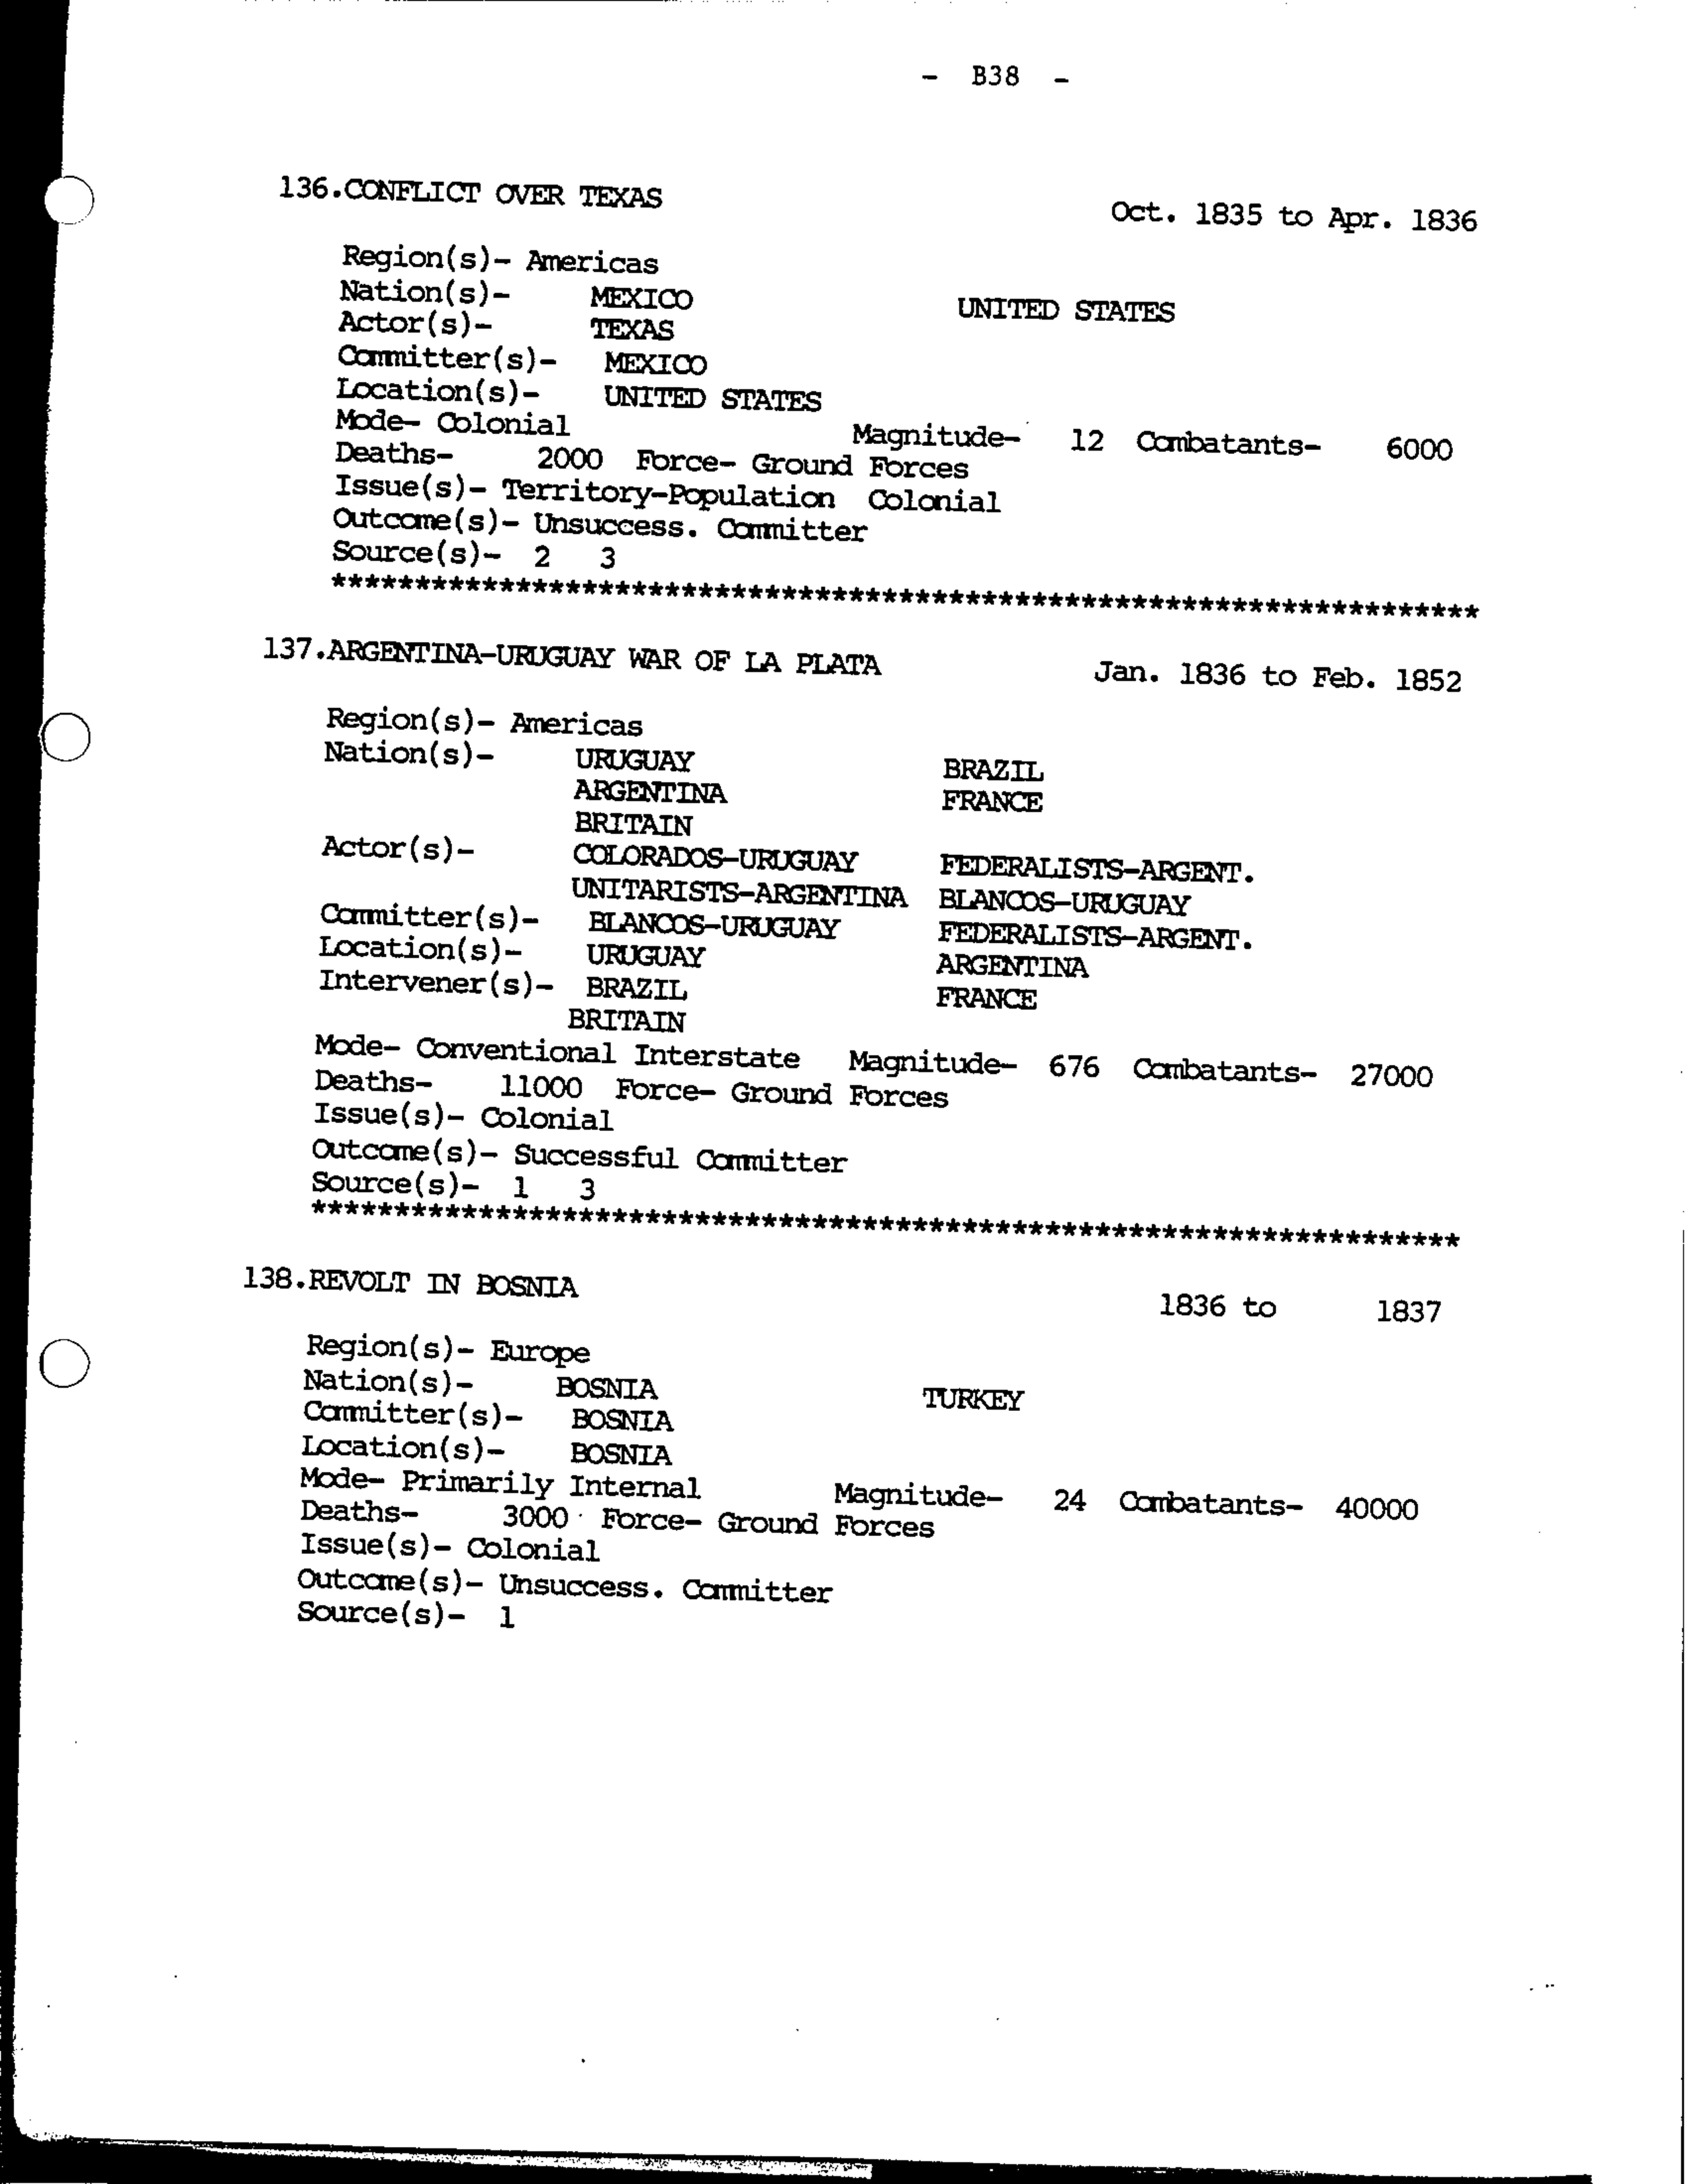 - B38 -
136.CONFLICT OVER TEXAS Oct. 1835 to Apr. 1836
Region(s)- Americas
Nation(s)- MEXICO UNITED STATES
Actor(s)- TEXAS
Committer(s)- MEXICO
Location(s)- UNITED STATES
Mode- Colonial Magnitude- 12 Combatants- 6000
Deaths- 2000 Force- Ground Forces
Issue(s)- Territory-Population Colonial
Outcome(s)- Unsuccess. Committer
Source(s)- 2 3
*********************************************************************
137.ARGENTINA-URUGUAY WAR OF LA PLATA Jan. 1836 to Feb. 1852
Region(s)- Americas
Nation(s)- URUGUAY BRAZIL
ARGENTINA FRANCE
BRITAIN
Actor(s)- COLORADOS-URUGUAY FEDERALISTS-ARGENT.
UNITARISTS-ARGENTINA BLANCOS-URUGUAY
Committer(s)- BLANCOS-URUGUAY FEDERALISTS-ARGENT.
Location(s)- URUGUAY ARGENTINA
Intervener(s)- BRAZIL FRANCE
BRITAIN
Mode- Conventional Interstate Magnitude- 676 Combatants- 27000
Deaths- 11000 Force- Ground Forces
Issue(s)- Colonial
Outcome(s)- Successful Committer
Source(s)- 1 3
*********************************************************************
138.REVOLT IN BOSNIA 1836 to 1837
Region(s)- Europe
Nation(s)- BOSNIA TURKEY
Committer(s)- BOSNIA
Location(s)- BOSNIA
Mode- Primarily Internal Magnitude- 24 Combatants- 40000
Deaths- 3000 Force- Ground Forces
Issue(s)- Colonial
Outcome(s)- Unsuccess. Committer
Source(s)- 1